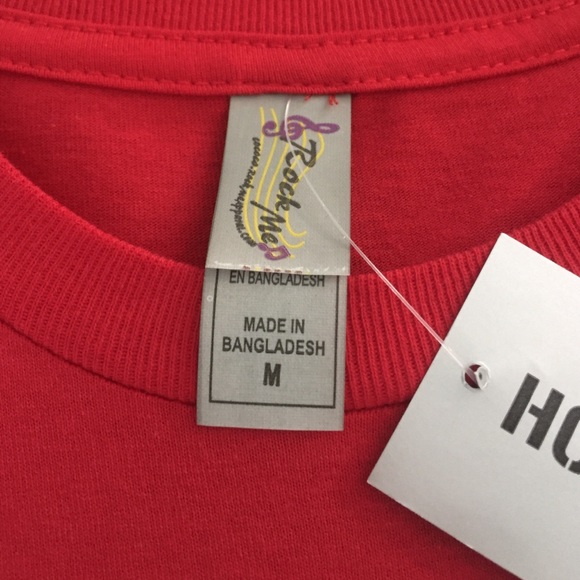 Rock Me
EN BANGLADESH
MADE IN
BANGLADESH
M
HO